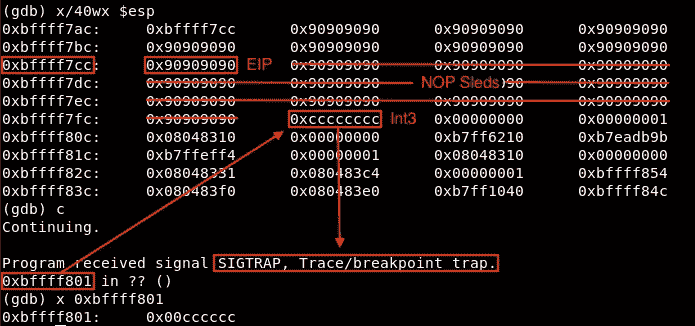 (gdb) x/40wx $esp
0xbffff7ac: 0xbffff7cc 0x90909090 0x90909090 0x90909090
0xbffff7bc: 0x90909090 0x90909090 0x90909090 0x90909090
0xbffff7cc: 0x90909090 EIP 0x90909090 0x90909090 0x90909090
0xbffff7dc: 0x90909090 0x90909090 NOP Sleds 0x90909090 0x90909090
0xbffff7ec: 0x90909090 0x90909090 0x90909090 0x90909090
0xbffff7fc: 0x90909090 0xcccccccc Int3 0x00000000 0x00000001
0xbffff80c: 0x08048310 0x00000000 0xb7ff6210 0xb7eadb9b
0xbffff81c: 0xb7ffeff4 0x00000001 0x08048310 0x00000000
0xbffff82c: 0x08048331 0x080483c4 0x00000001 0xbffff854
0xbffff83c: 0x080483f0 0x080483e0 0xb7ff1040 0xbffff84c
(gdb) c
Continuing.
Program received signal SIGTRAP, Trace/breakpoint trap.
0xbffff801 in ?? ()
(gdb) x 0xbffff801
0xbffff801: 0x00cccccc